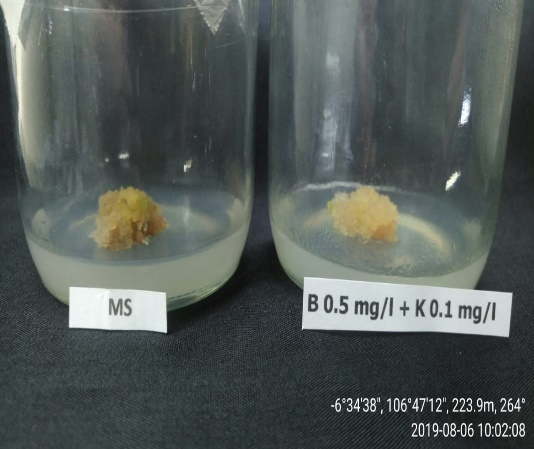 MS
B 0.5 mg/l + K 0.1 mg/l
-6°34'38", 106°47'12", 223.9m, 264°
2019-08-06 10:02:08